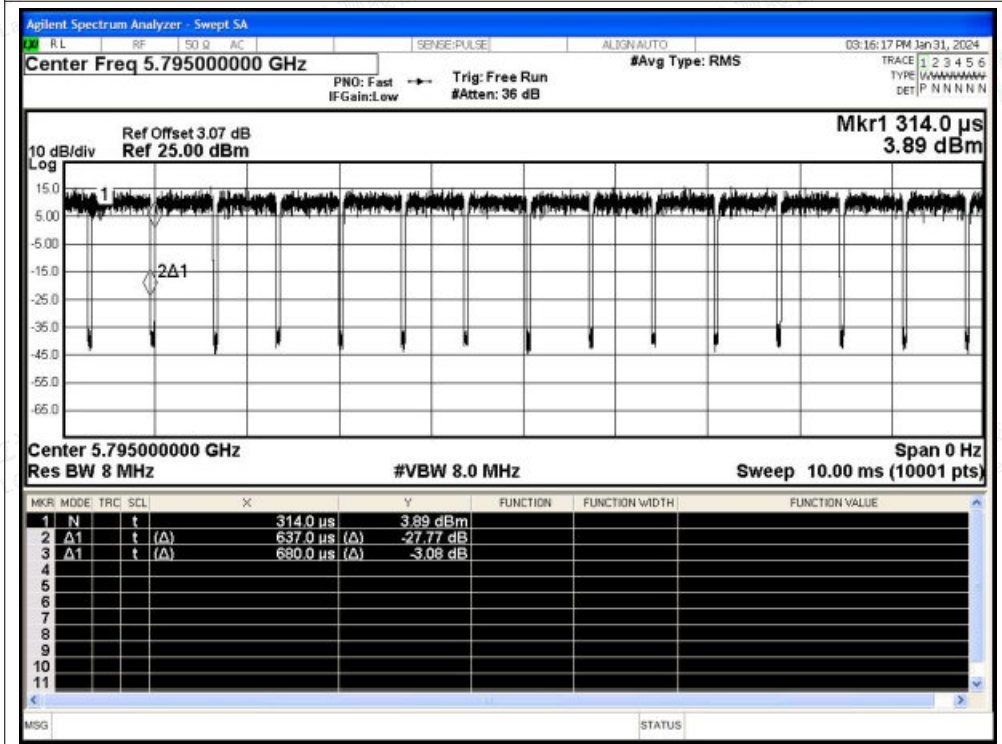 Agilent Spectrum Analyzer - Swept SA
RL RF 50 Ω AC SENSE:PULSE ALIGN AUTO 03:16:17 PM Jan 31, 2024
Center Freq 5.795000000 GHz #Avg Type: RMS TRACE 1 2 3 4 5 6
PNO: Fast Trig: Free Run TYPE
IFGain:Low #Atten: 36 dB DET P N N N N N
Mkr1 314.0 µs
Ref Offset 3.07 dB
10 dB/div Ref 25.00 dBm 3.89 dBm
Log
15.0
1
5.00
-5.00
-15.0
2Δ1
-25.0
-35.0
-45.0
-55.0
-65.0
Center 5.795000000 GHz Span 0 Hz
Res BW 8 MHz #VBW 8.0 MHz Sweep 10.00 ms (10001 pts)
MKR MODE TRC SCL X Y FUNCTION FUNCTION WIDTH FUNCTION VALUE
1 N t 314.0 µs 3.89 dBm
2 Δ1 t (Δ) 637.0 µs (Δ) -27.77 dB
3 Δ1 t (Δ) 680.0 µs (Δ) -3.08 dB
4
5
6
7
8
9
10
11
MSG STATUS